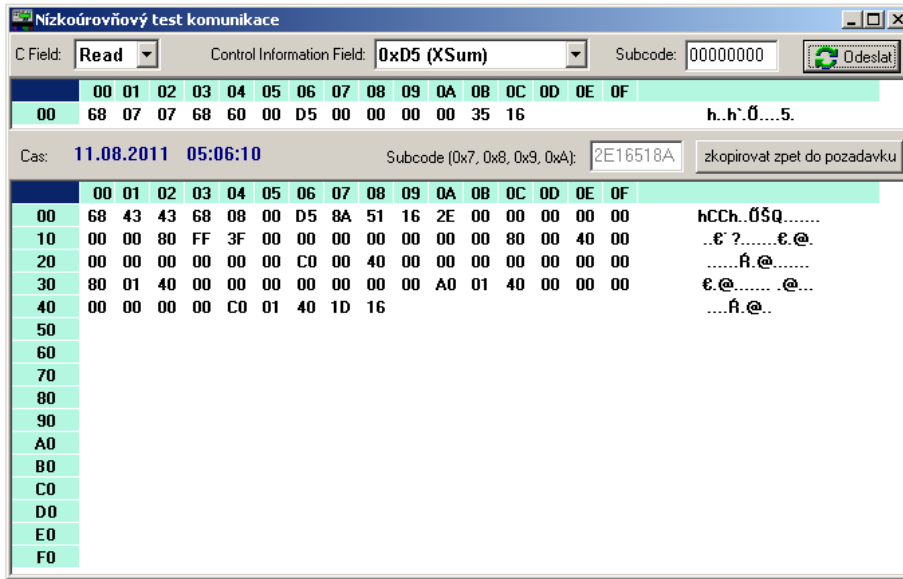 Nízkoúrovňový test komunikace
C Field: Read Control Information Field: 0xD5 (XSum) Subcode: 00000000 Odeslat
00 01 02 03 04 05 06 07 08 09 0A 0B 0C 0D 0E 0F
00 68 07 07 68 60 00 D5 00 00 00 00 35 16 h..h`.Ő....5.
Cas: 11.08.2011 05:06:10 Subcode (0x7, 0x8, 0x9, 0xA): 2E16518A zkopirovat zpet do pozadavku
00 01 02 03 04 05 06 07 08 09 0A 0B 0C 0D 0E 0F
00 68 43 43 68 08 00 D5 8A 51 16 2E 00 00 00 00 00 hCCh..ŐŠQ.......
10 00 00 80 FF 3F 00 00 00 00 00 00 00 80 00 40 00 ..€˙?.......€.@.
20 00 00 00 00 00 00 C0 00 40 00 00 00 00 00 00 00 ......Ŕ.@.......
30 80 01 40 00 00 00 00 00 00 00 A0 01 40 00 00 00 €.@....... .@...
40 00 00 00 00 C0 01 40 1D 16 ....Ŕ.@..
50
60
70
80
90
A0
B0
C0
D0
E0
F0